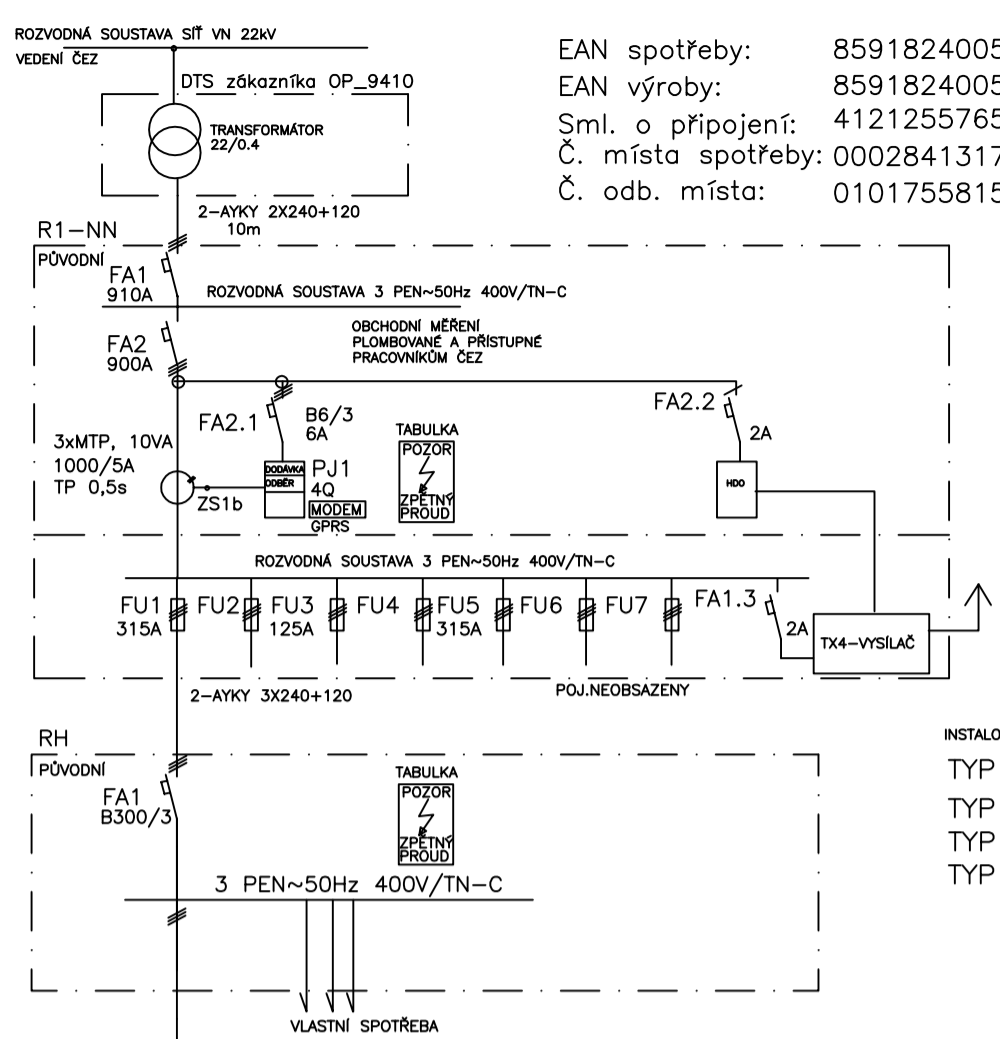 ROZVODNÁ SOUSTAVA SÍŤ VN 22kV
VEDENÍ ČEZ
DTS zákazníka OP_9410
TRANSFORMÁTOR
22/0.4
EAN spotřeby: 8591824005
EAN výroby: 8591824005
Sml. o připojení: 4121255765
Č. místa spotřeby: 0002841317
Č. odb. místa: 0101755815
2-AYKY 2X240+120
10m
R1-NN
PŮVODNÍ
FA1
910A
ROZVODNÁ SOUSTAVA 3 PEN~50Hz 400V/TN-C
FA2
900A
OBCHODNÍ MĚŘENÍ
PLOMBOVANÉ A PŘÍSTUPNÉ
PRACOVNÍKŮM ČEZ
FA2.1
B6/3
6A
FA2.2
2A
3xMTP, 10VA
1000/5A
TP 0,5s
ZS1b
DODÁVKA
ODBĚR
PJ1
4Q
MODEM
GPRS
TABULKA
POZOR
ZPĚTNÝ
PROUD
HDO
ROZVODNÁ SOUSTAVA 3 PEN~50Hz 400V/TN-C
FU1
315A
FU2
FU3
125A
FU4
FU5
315A
FU6
FU7
FA1.3
2A
TX4-VYSÍLAČ
2-AYKY 3X240+120
POJ.NEOBSAZENY
RH
PŮVODNÍ
FA1
B300/3
TABULKA
POZOR
ZPĚTNÝ
PROUD
3 PEN~50Hz 400V/TN-C
VLASTNÍ SPOTŘEBA
INSTALO
TYP
TYP
TYP
TYP